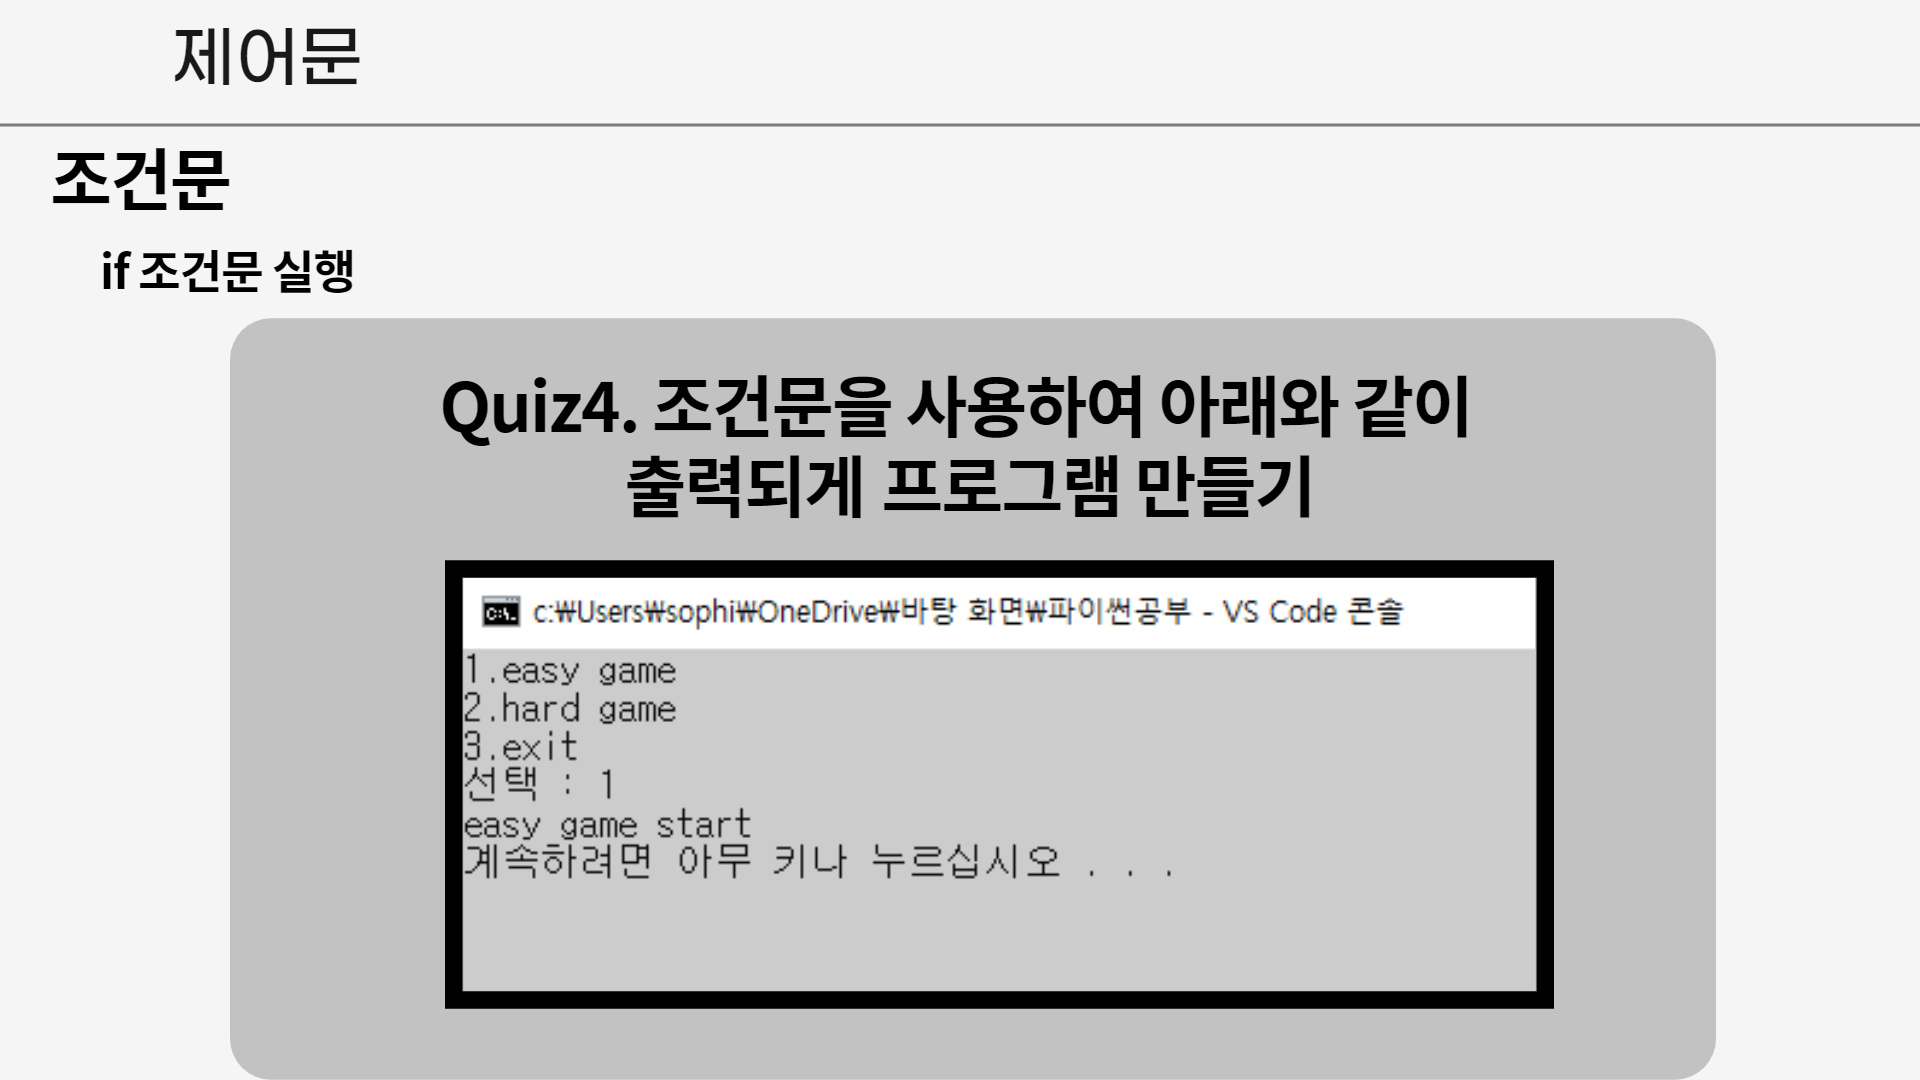 제어문
조건문
if 조건문 실행
Quiz4. 조건문을 사용하여 아래와 같이
출력되게 프로그램 만들기
c:₩Users₩sophi₩OneDrive₩바탕 화면₩파이썬공부 - VS Code 콘솔
1.easy game
2.hard game
3.exit
선택 : 1
easy game start
계속하려면 아무 키나 누르십시오 . . .